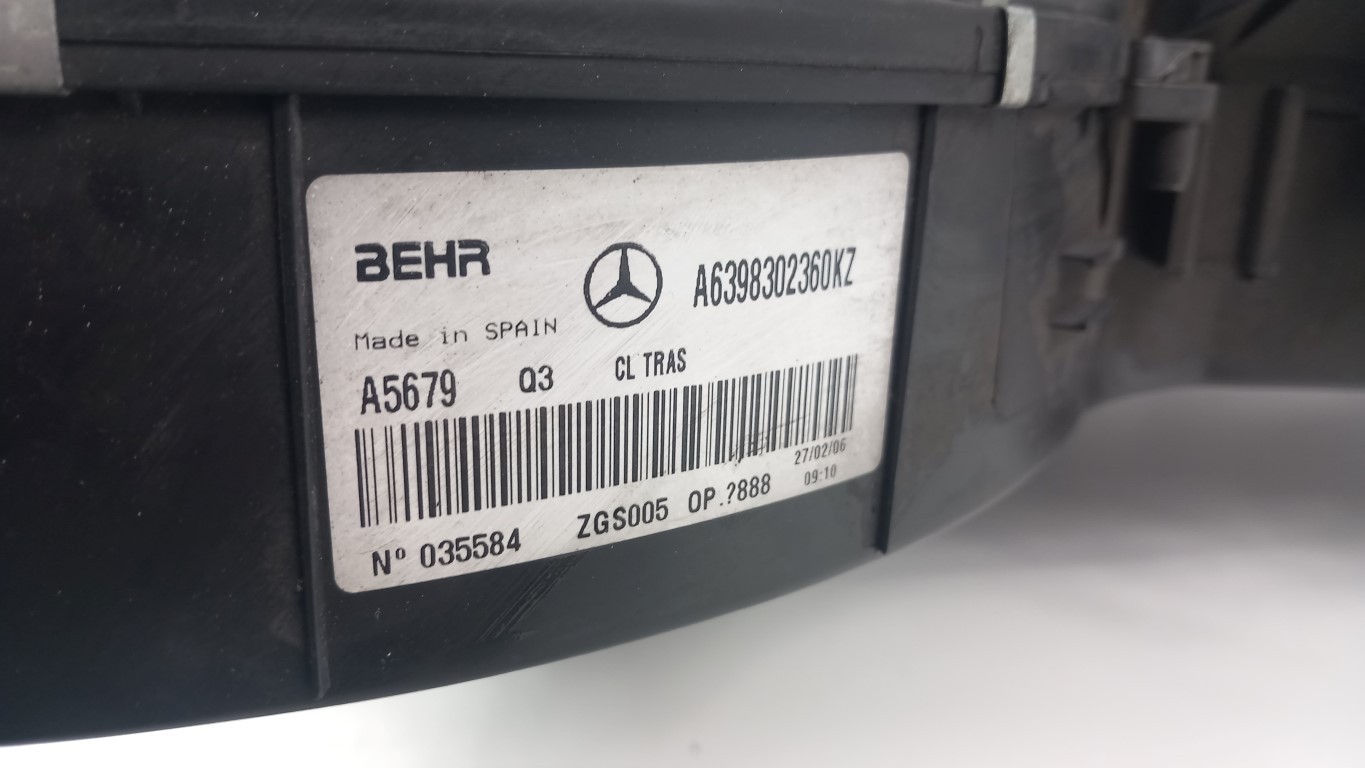 BEHR
A6398302360KZ
Made in SPAIN
A5679 Q3 CL TRAS
27/02/06
Nº 035584 ZGS005 OP.?888 09:10